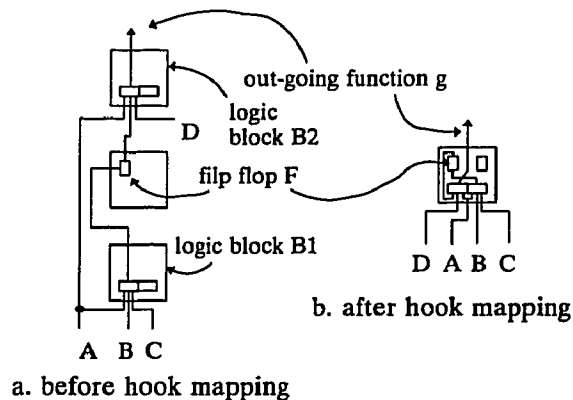 out-going function g
logic
block B2
D
filp flop F
logic block B1
D A B C
A B C
b. after hook mapping
a. before hook mapping